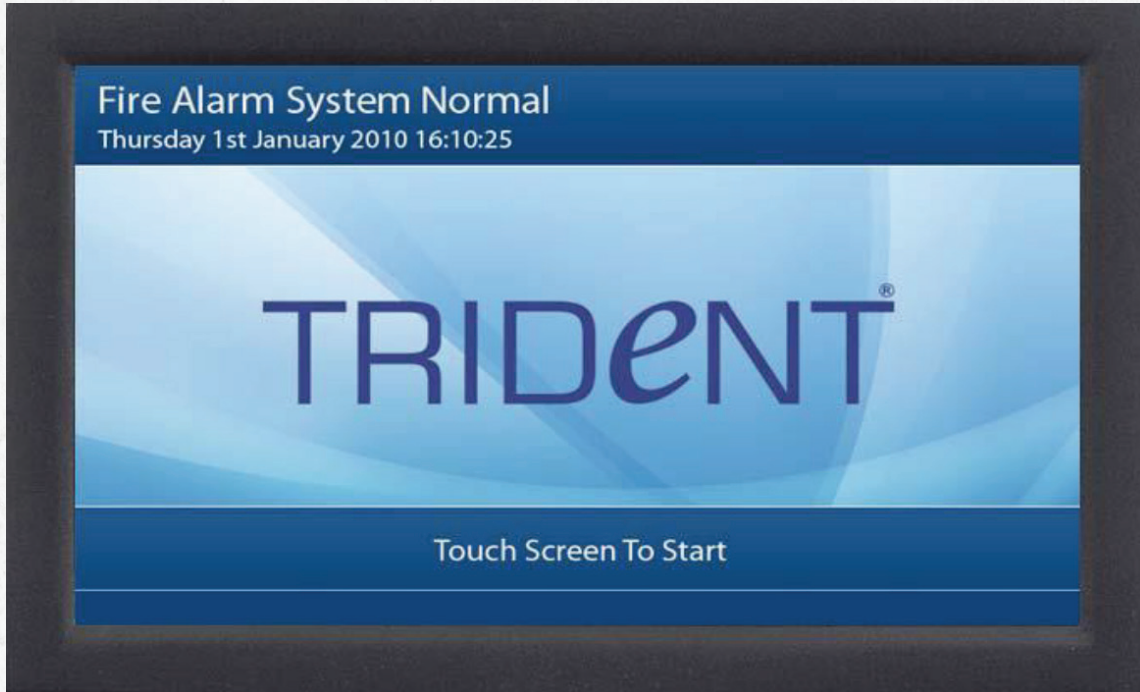 Fire Alarm System Normal
Thursday 1st January 2010 16:10:25
TRIDeNT®
Touch Screen To Start